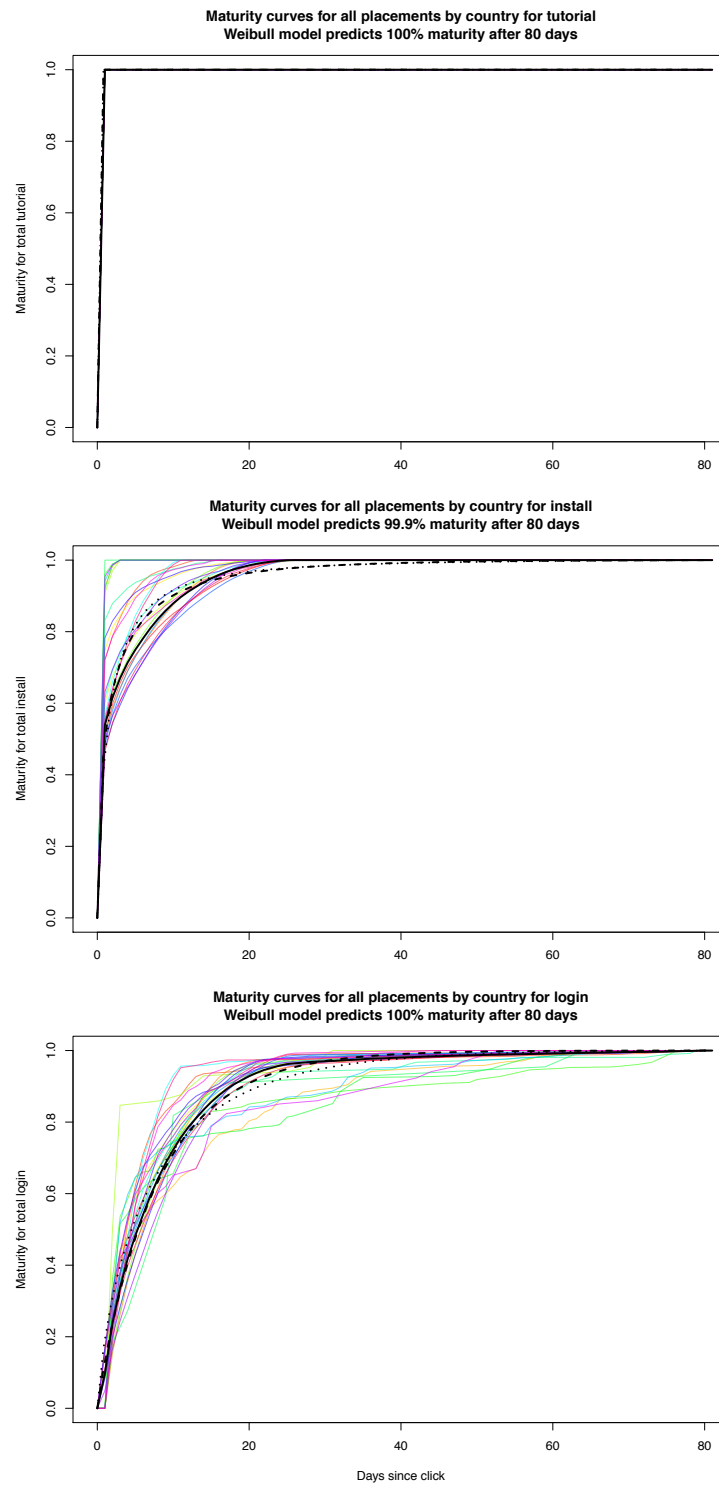 Maturity curves for all placements by country for tutorial
Weibull model predicts 100% maturity after 80 days
Maturity for total tutorial
1.0
0.8
0.6
0.4
0.2
0.0
0 20 40 60 80
Maturity curves for all placements by country for install
Weibull model predicts 99.9% maturity after 80 days
Maturity for total install
1.0
0.8
0.6
0.4
0.2
0.0
0 20 40 60 80
Maturity curves for all placements by country for login
Weibull model predicts 100% maturity after 80 days
Maturity for total login
1.0
0.8
0.6
0.4
0.2
0.0
0 20 40 60 80
Days since click